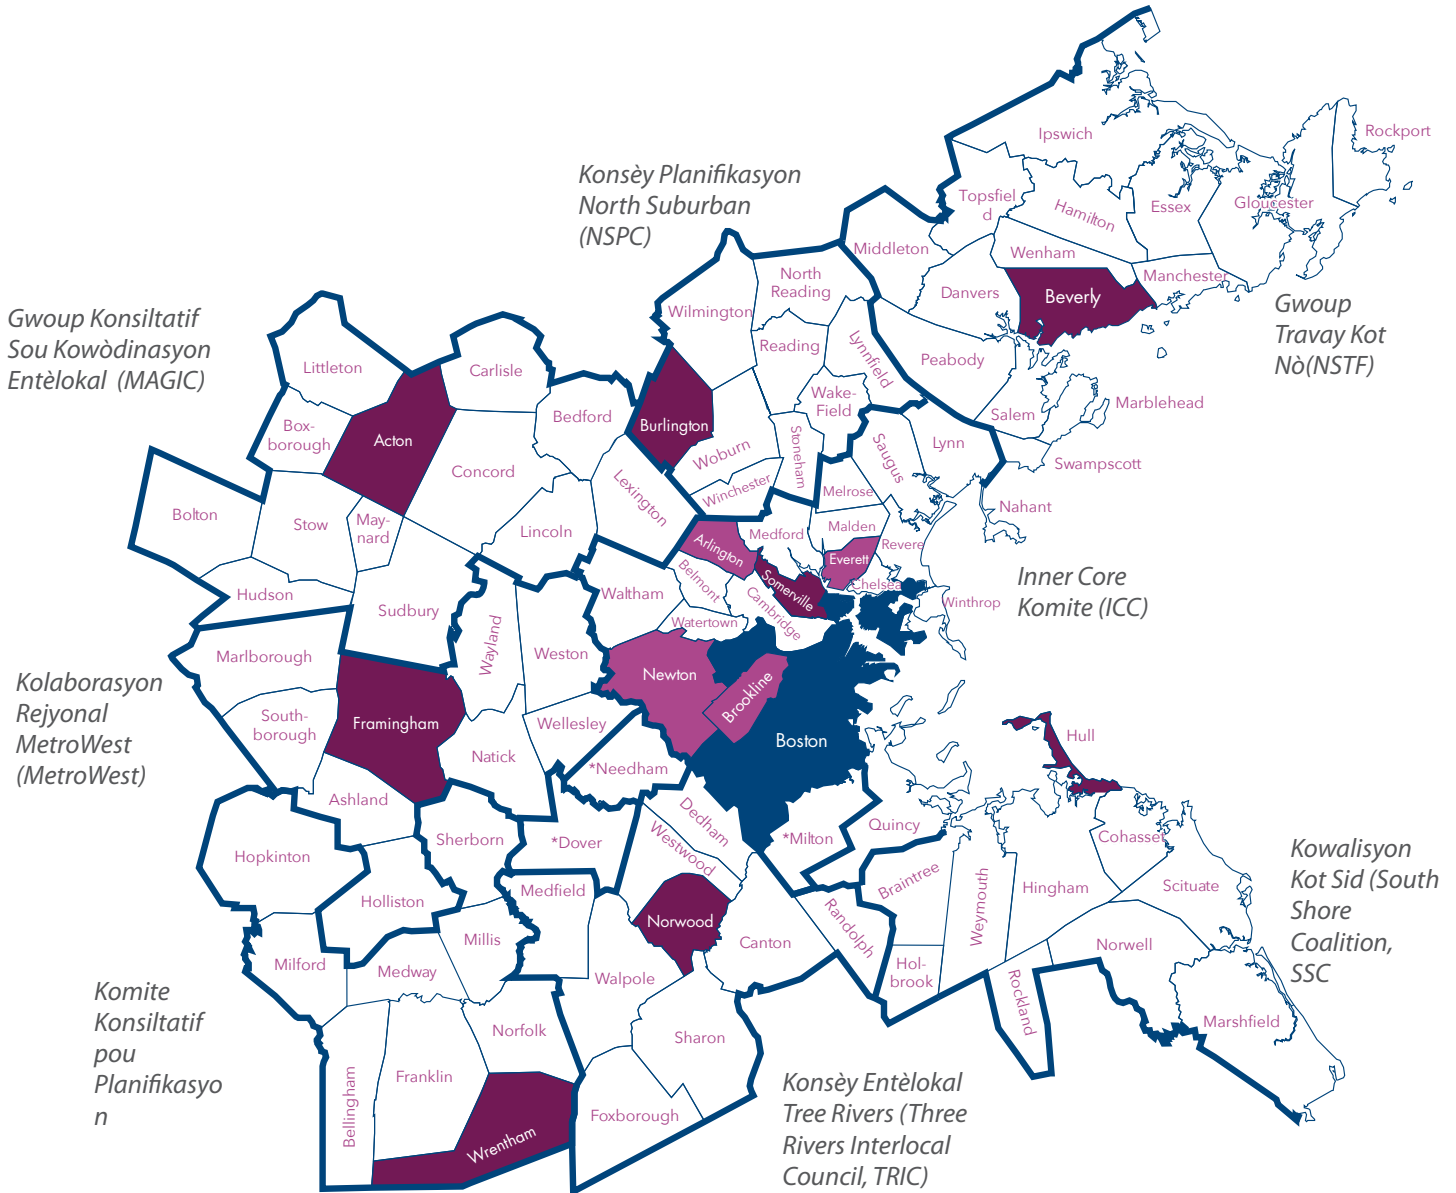 Ipswich
Rockport
Konsèy Planifikasyon
North Suburban
(NSPC)
Topsfiel
d
Hamilton
Essex
Gloucester
Middleton
Wenham
North
Reading
Manchester
Danvers
Beverly
Gwoup
Travay Kot
Nò(NSTF)
Gwoup Konsiltatif
Sou Kowòdinasyon
Entèlokal  (MAGIC)
Wilmington
Reading
Lynnfield
Peabody
Littleton
Carlisle
Wake-
Field
Marblehead
Salem
Bedford
Burlington
Box-
borough
Acton
Woburn
Stoneham
Saugus
Lynn
Swampscott
Concord
Lexington
Winchester
Melrose
Nahant
Bolton
Stow
May-
nard
Lincoln
Arlington
Medford
Malden
Revere
Everett
Belmont
Somerville
Chelsea
Inner Core
Komite (ICC)
Hudson
Sudbury
Waltham
Cambridge
Winthrop
Watertown
Wayland
Weston
Marlborough
Newton
Brookline
Kolaborasyon
Rejyonal
MetroWest
(MetroWest)
South-
borough
Framingham
Wellesley
Boston
Hull
Natick
*Needham
Ashland
Dedham
Quincy
Cohasset
Sherborn
*Dover
Westwood
*Milton
Hopkinton
Braintree
Kowalisyon
Kot Sid (South
Shore
Coalition,
SSC
Holliston
Medfield
Weymouth
Hingham
Scituate
Norwood
Randolph
Millis
Canton
Norwell
Milford
Medway
Walpole
Hol-
brook
Rockland
Komite
Konsiltatif
pou
Planifikasyo
n
Norfolk
Sharon
Marshfield
Bellingham
Franklin
Foxborough
Wrentham
Konsèy Entèlokal
Tree Rivers (Three
Rivers Interlocal
Council, TRIC)